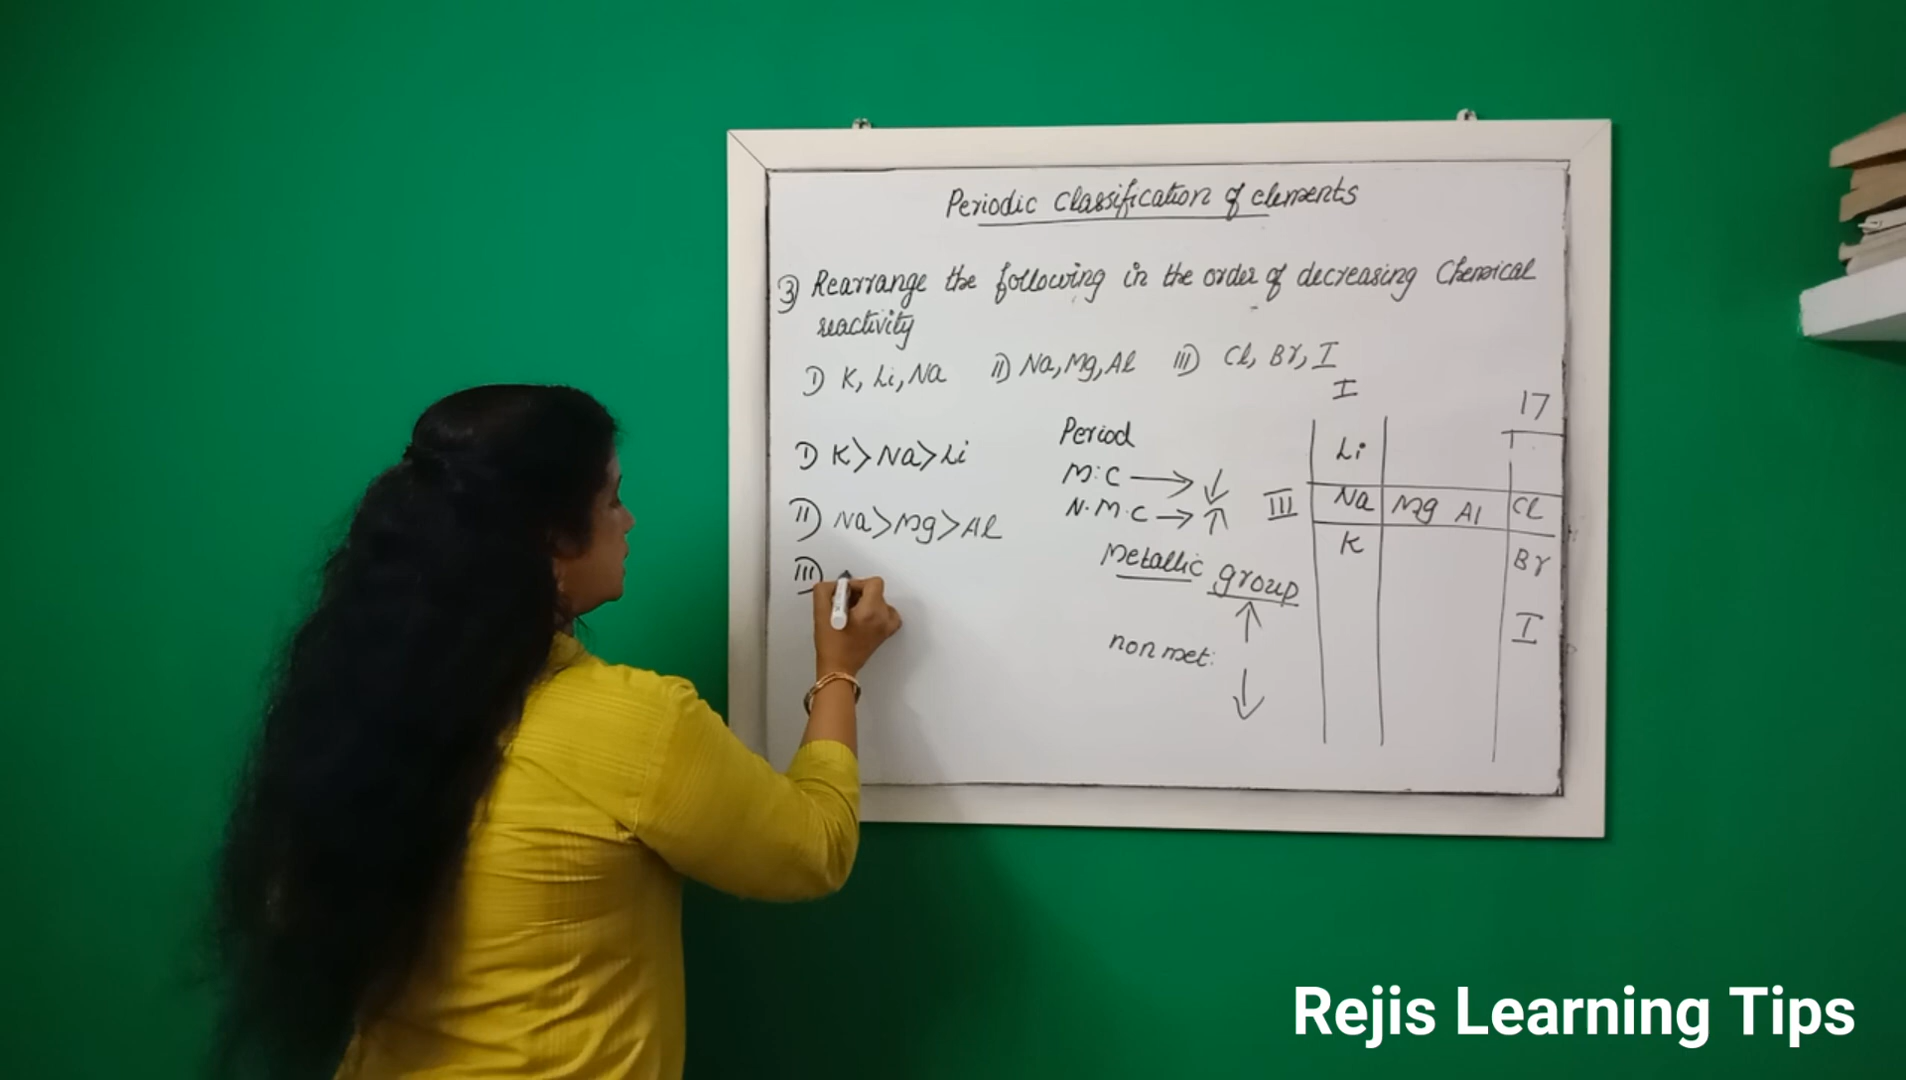 Periodic Classification of elements
3) Rearrange the following in the order of decreasing Chemical
reactivity
I) K, Li, Na II) Na, Mg, Al III) Cl, Br, I
I) K>Na>Li
II) Na>Mg>Al
III)
Period
M.C → ↓
N.M.C → ↑
Metallic group
↑
non met:
↓
I
17
Li
III Na Mg Al Cl
K Br
I
Rejis Learning Tips